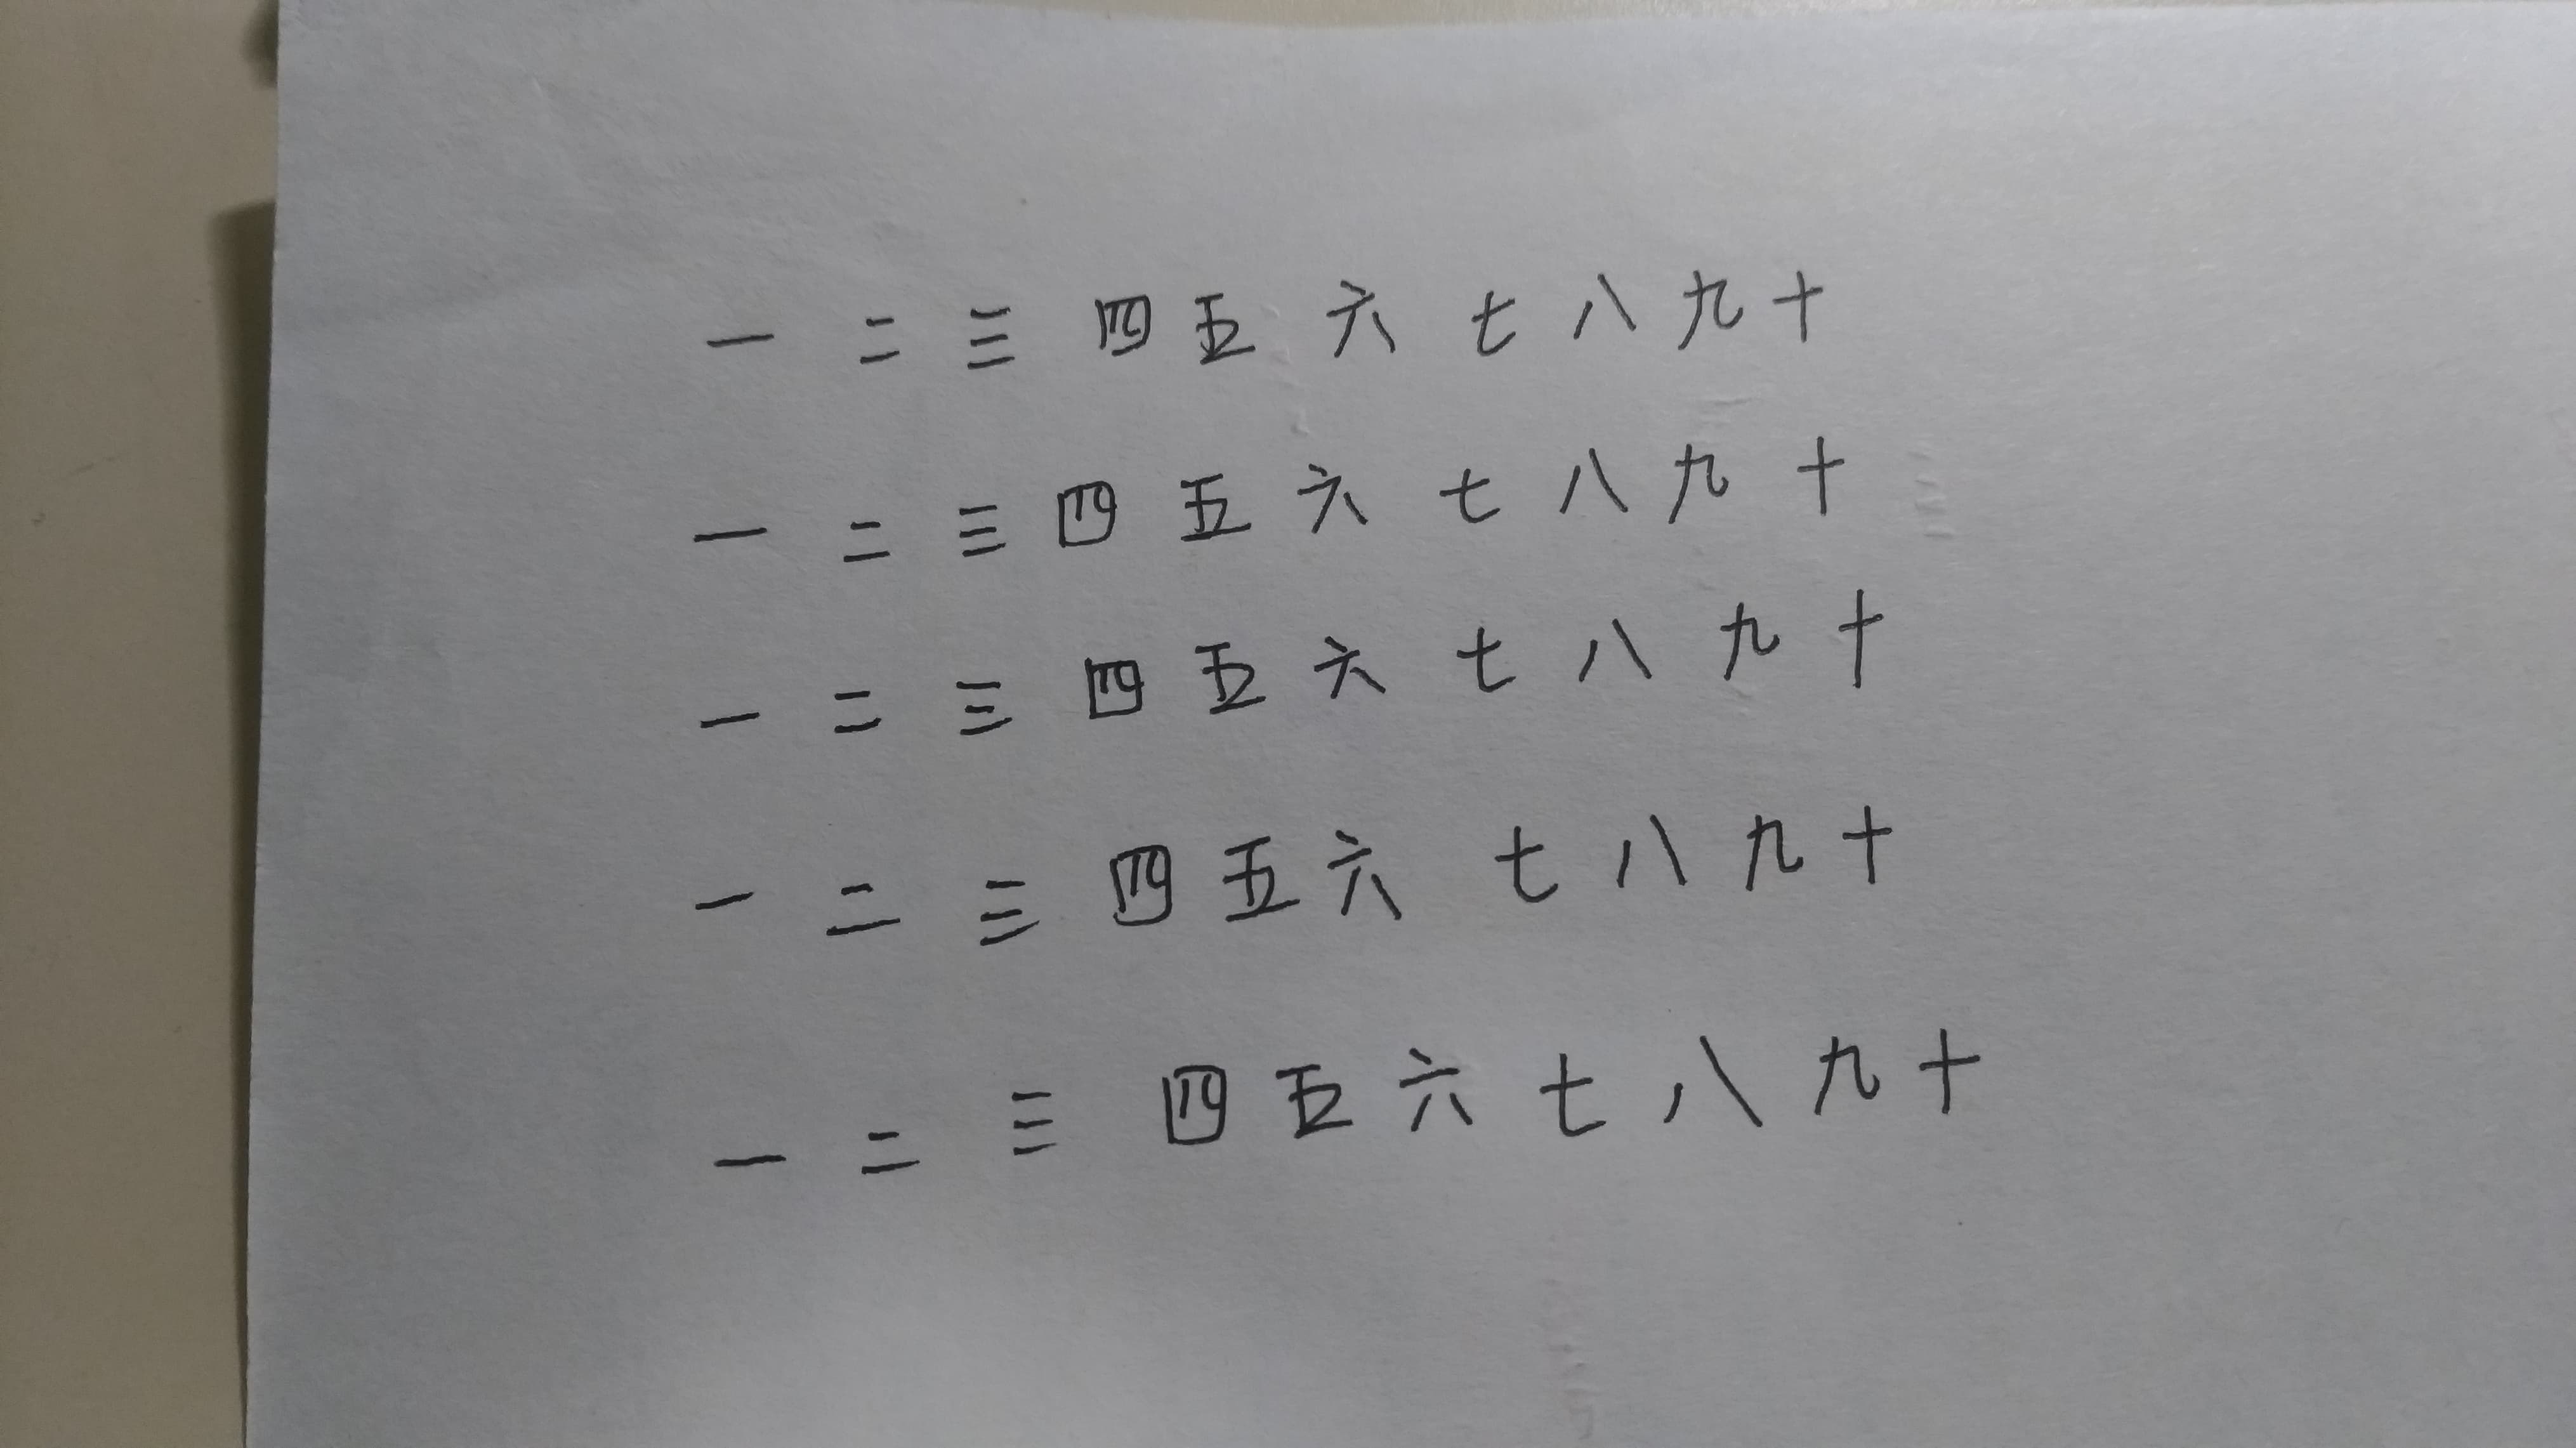 一 二 三 四 五 六 七 八 九 十
一 二 三 四 五 六 七 八 九 十
一 二 三 四 五 六 七 八 九 十
一 二 三 四 五 六 七 八 九 十
一 二 三 四 五 六 七 八 九 十